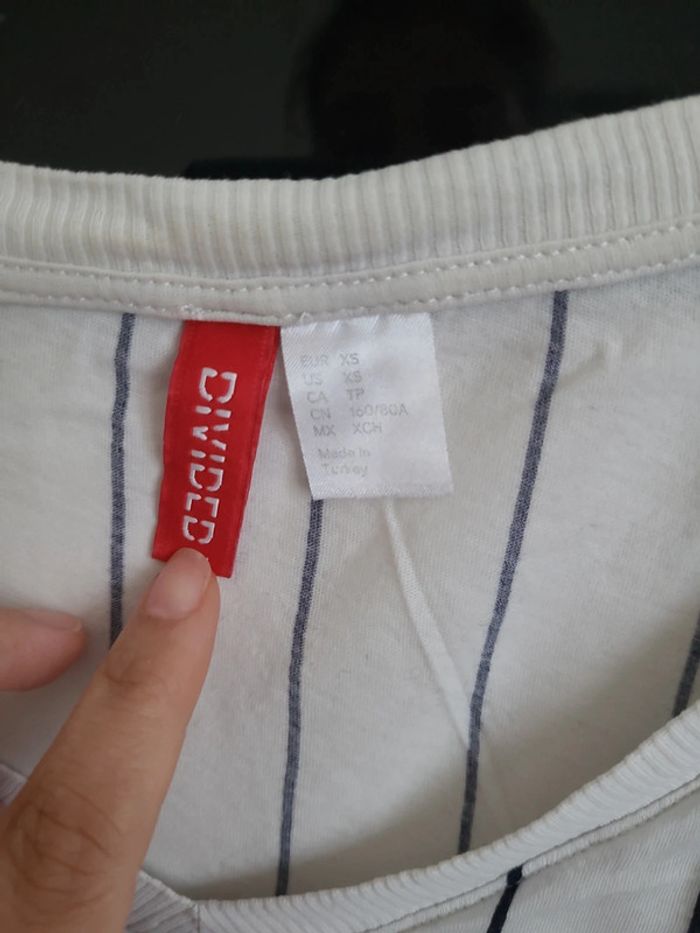 DIVIDED
EUR XS
US XS
CA TP
CN 160/80A
MX XCH
Made in
Turkey